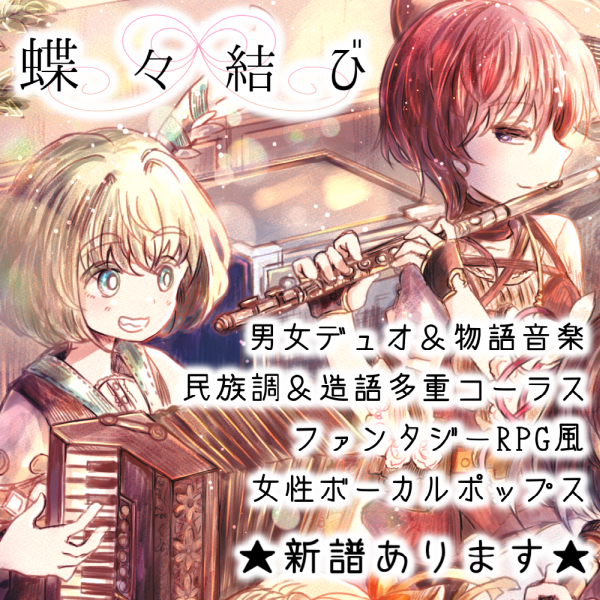 蝶々結び
男女デュオ&物語音楽
民族調&造語多重コーラス
ファンタジーRPG風
女性ボーカルポップス
★新譜あります★